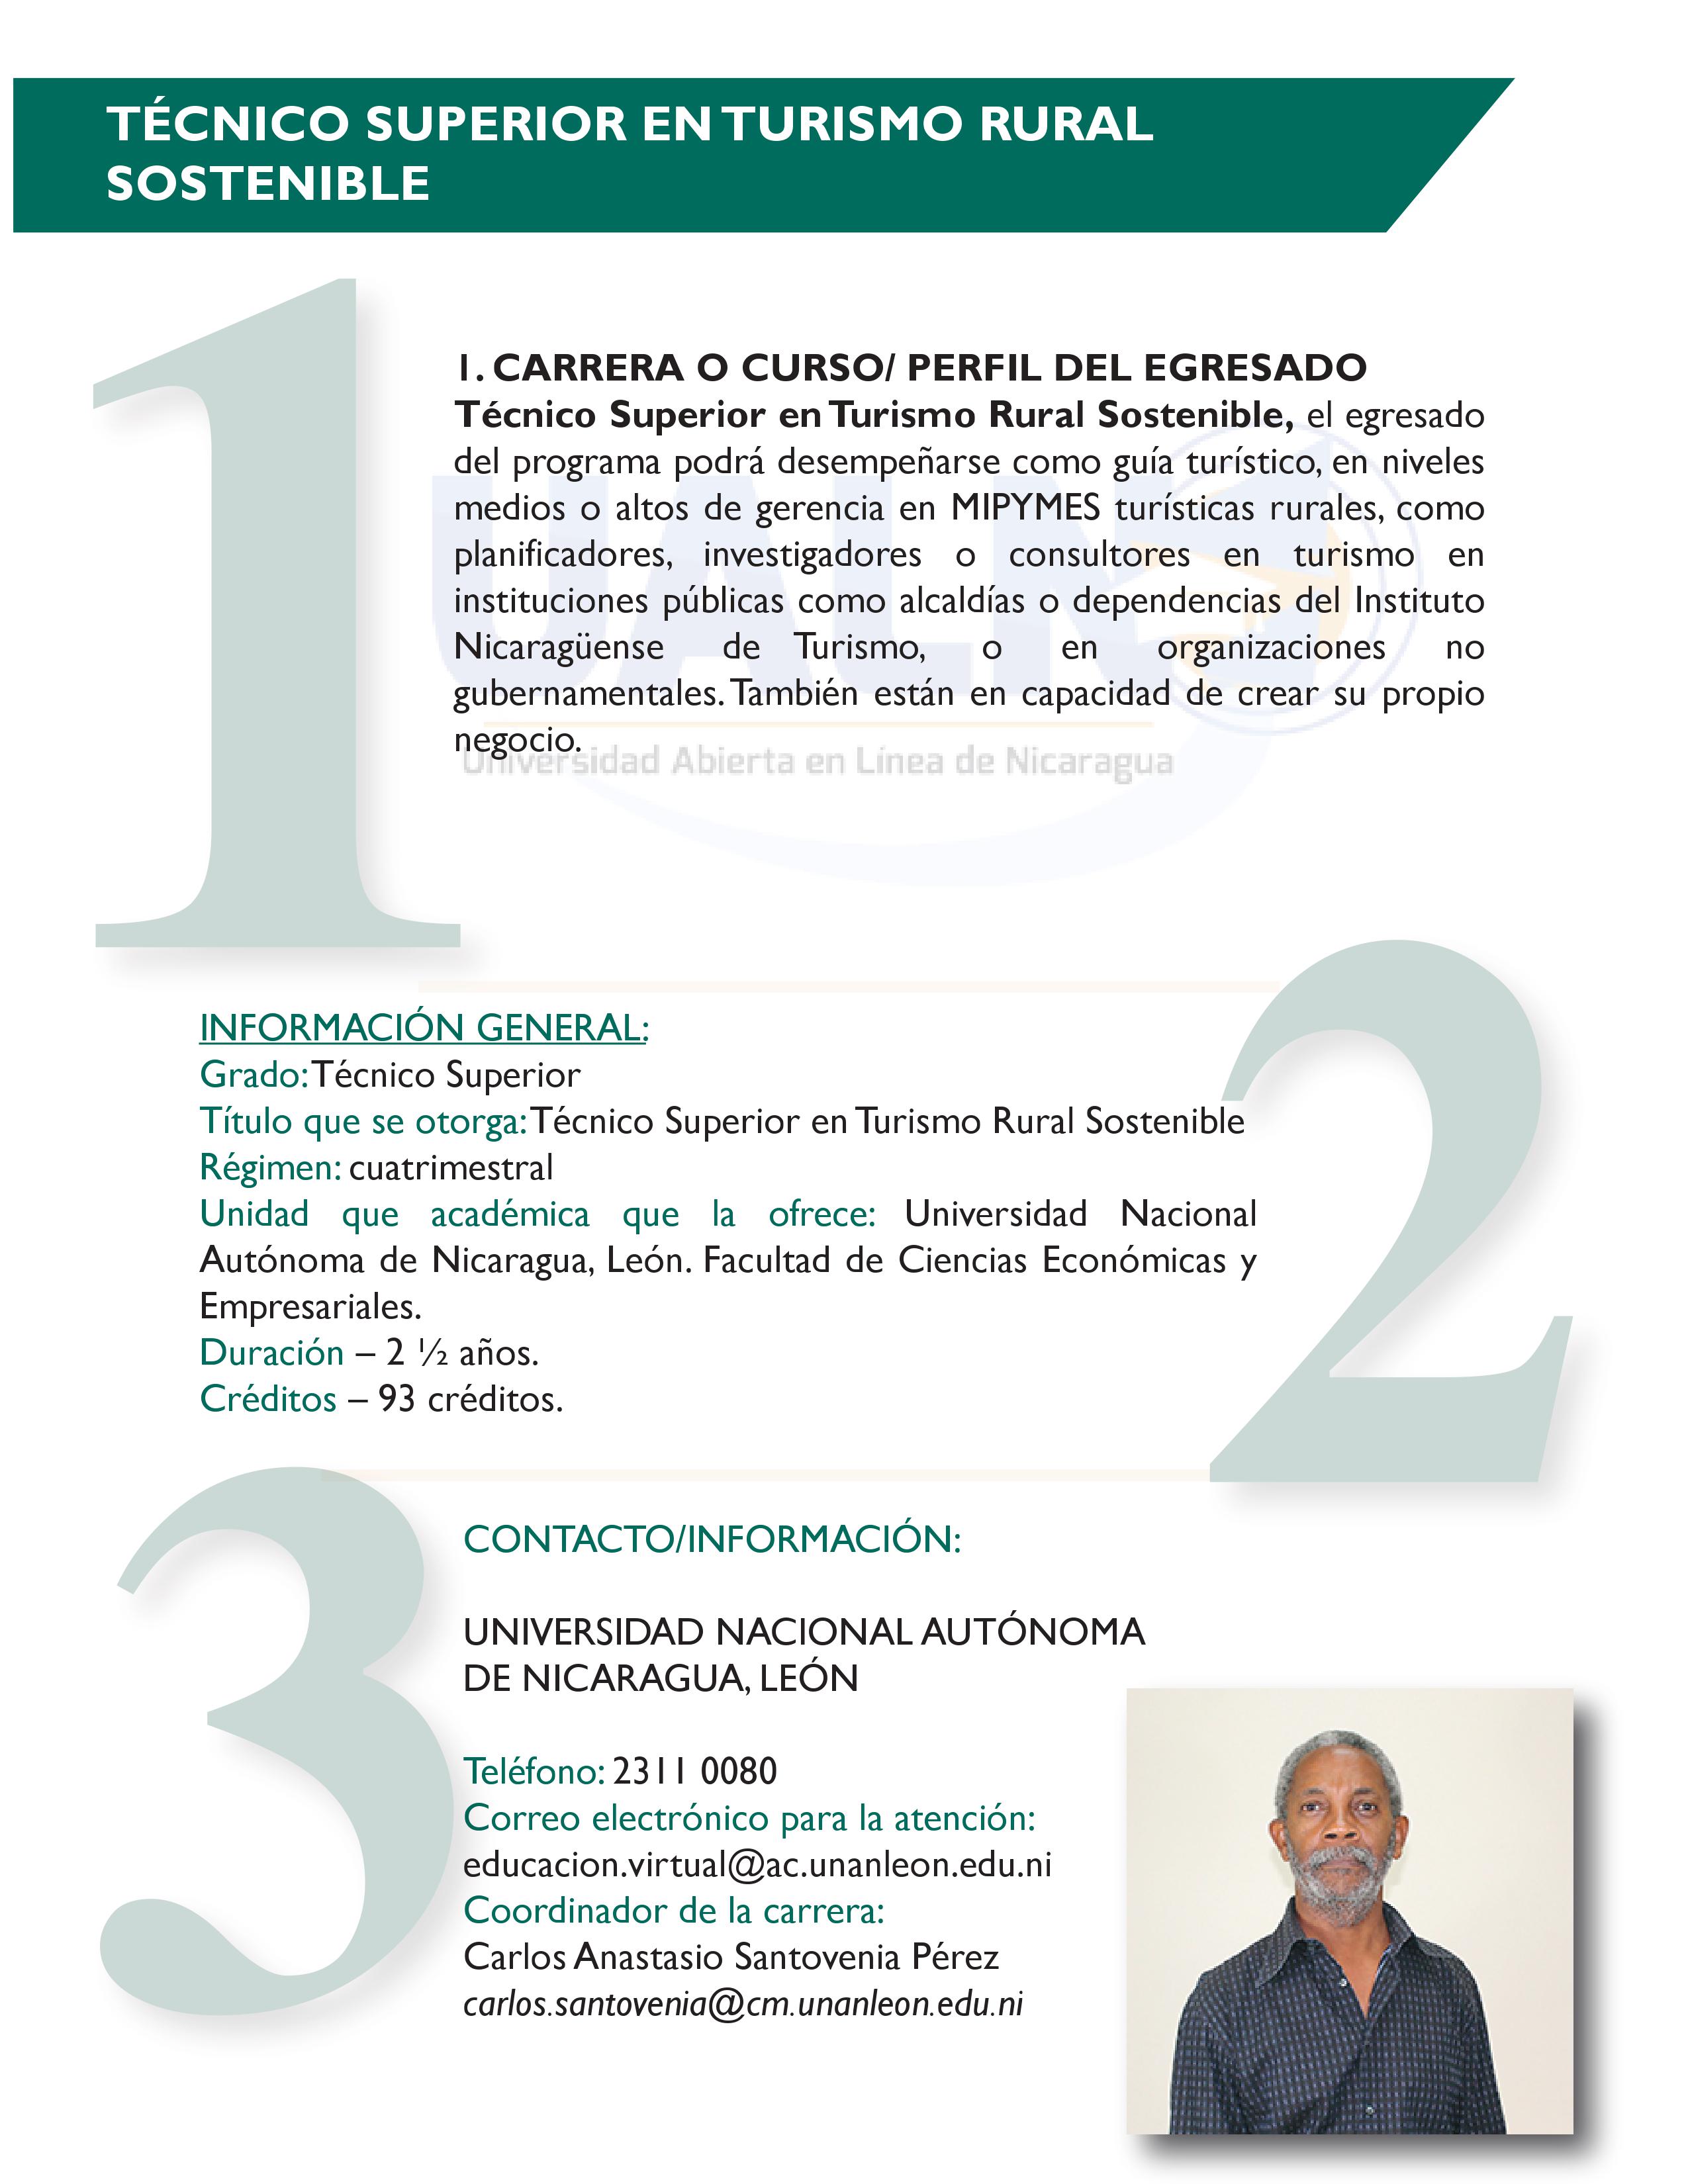 TÉCNICO SUPERIOR EN TURISMO RURAL
SOSTENIBLE
1
1. CARRERA O CURSO/ PERFIL DEL EGRESADO
Técnico Superior en Turismo Rural Sostenible, el egresado
del programa podrá desempeñarse como guía turístico, en niveles
medios o altos de gerencia en MIPYMES turísticas rurales, como
planificadores, investigadores o consultores en turismo en
instituciones públicas como alcaldías o dependencias del Instituto
Nicaragüense de Turismo, o en organizaciones no
gubernamentales. También están en capacidad de crear su propio
negocio.
UALN
Universidad Abierta en Línea de Nicaragua
2
INFORMACIÓN GENERAL:
Grado: Técnico Superior
Título que se otorga: Técnico Superior en Turismo Rural Sostenible
Régimen: cuatrimestral
Unidad que académica que la ofrece: Universidad Nacional
Autónoma de Nicaragua, León. Facultad de Ciencias Económicas y
Empresariales.
Duración – 2 ½ años.
Créditos – 93 créditos.
3
CONTACTO/INFORMACIÓN:
UNIVERSIDAD NACIONAL AUTÓNOMA
DE NICARAGUA, LEÓN
Teléfono: 2311 0080
Correo electrónico para la atención:
educacion.virtual@ac.unanleon.edu.ni
Coordinador de la carrera:
Carlos Anastasio Santovenia Pérez
carlos.santovenia@cm.unanleon.edu.ni